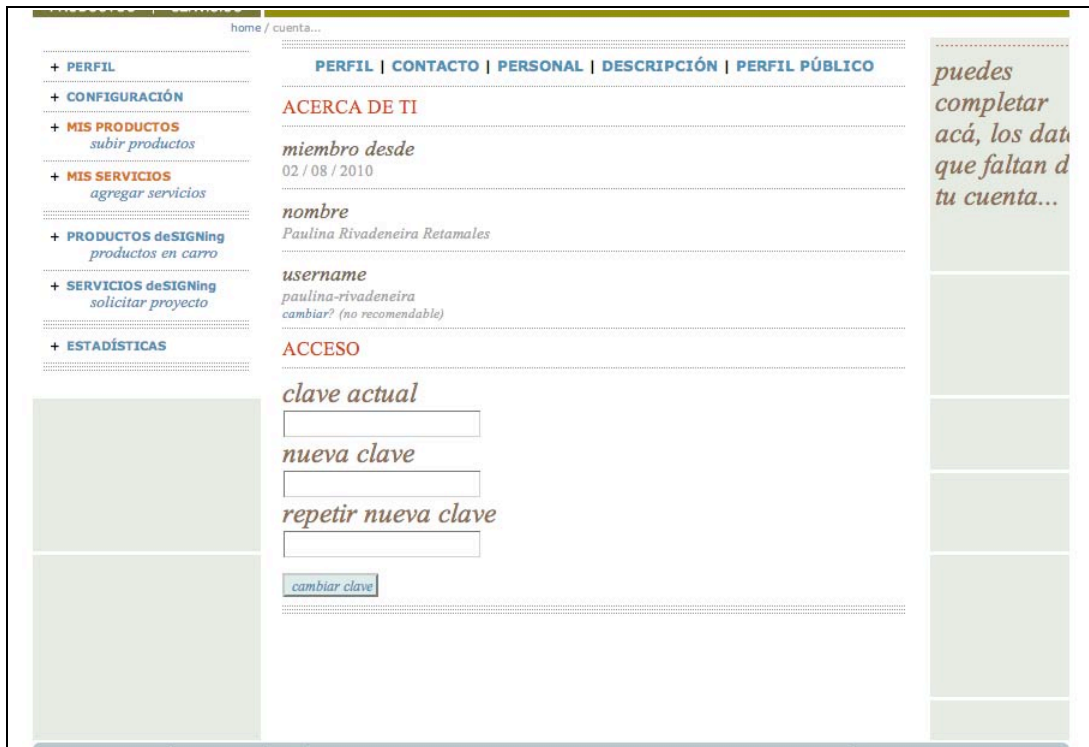 home / cuenta...
+ PERFIL
+ CONFIGURACIÓN
+ MIS PRODUCTOS
subir productos
+ MIS SERVICIOS
agregar servicios
+ PRODUCTOS deSIGNing
productos en carro
+ SERVICIOS deSIGNing
solicitar proyecto
+ ESTADÍSTICAS
PERFIL | CONTACTO | PERSONAL | DESCRIPCIÓN | PERFIL PÚBLICO
ACERCA DE TI
miembro desde
02 / 08 / 2010
nombre
Paulina Rivadeneira Retamales
username
paulina-rivadeneira
cambiar? (no recomendable)
ACCESO
clave actual
nueva clave
repetir nueva clave
cambiar clave
puedes
completar
acá, los dat
que faltan d
tu cuenta...